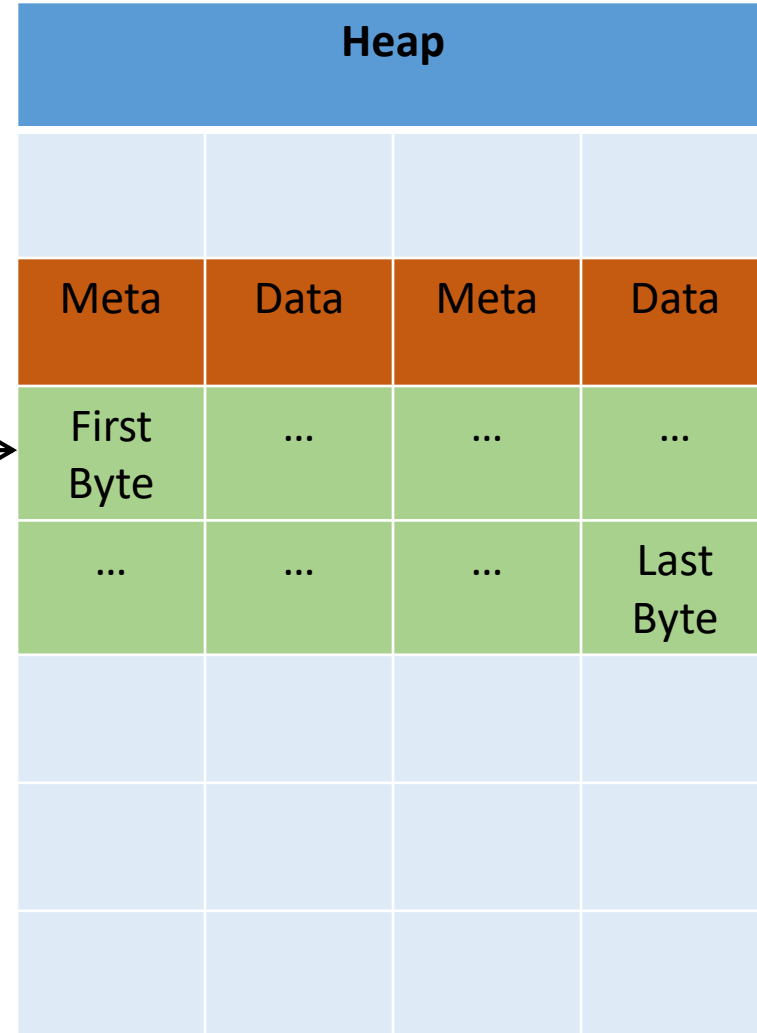 Heap
Meta Data Meta Data
First Byte … … …
… … … Last Byte